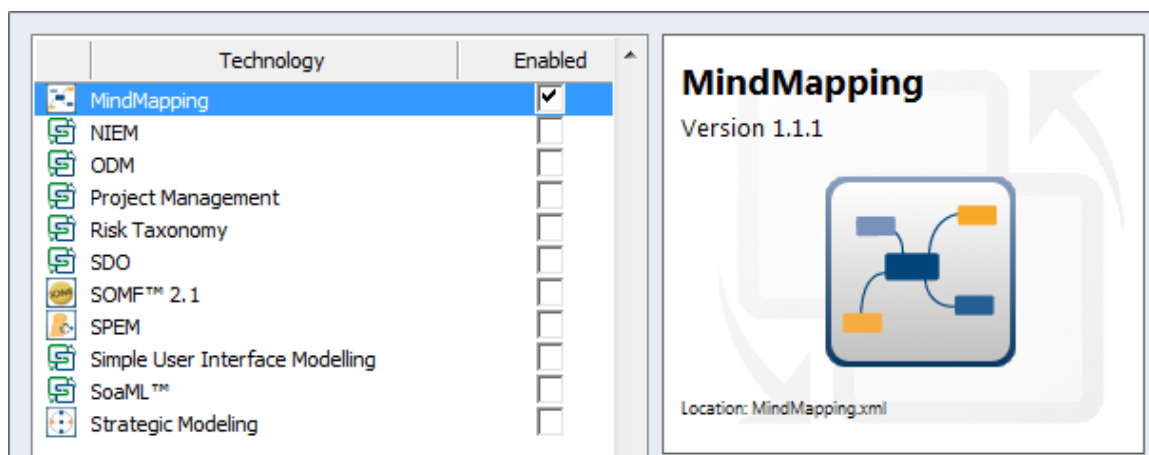 Technology Enabled
MindMapping
NIEM
ODM
Project Management
Risk Taxonomy
SDO
SOMF™ 2.1
SPEM
Simple User Interface Modelling
SoaML™
Strategic Modeling
MindMapping
Version 1.1.1
Location: MindMapping.xml